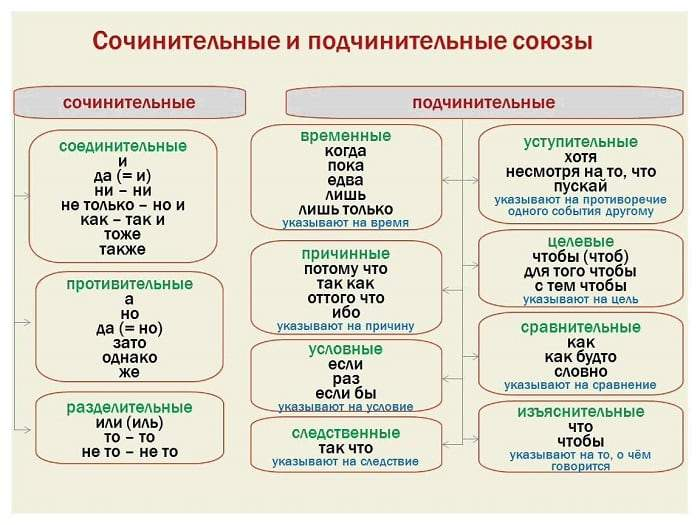 Сочинительные и подчинительные союзы
сочинительные
соединительные
и
да (= и)
ни – ни
не только – но и
как – так и
тоже
также
противительные
а
но
да (= но)
зато
однако
же
разделительные
или (иль)
то – то
не то – не то
подчинительные
временные
когда
пока
едва
лишь
лишь только
указывают на время
причинные
потому что
так как
оттого что
ибо
указывают на причину
условные
если
раз
если бы
указывают на условие
следственные
так что
указывают на следствие
уступительные
хотя
несмотря на то, что
пускай
указывают на противоречие
одного события другому
целевые
чтобы (чтоб)
для того чтобы
с тем чтобы
указывают на цель
сравнительные
как
как будто
словно
указывают на сравнение
изъяснительные
что
чтобы
указывают на то, о чём
говорится